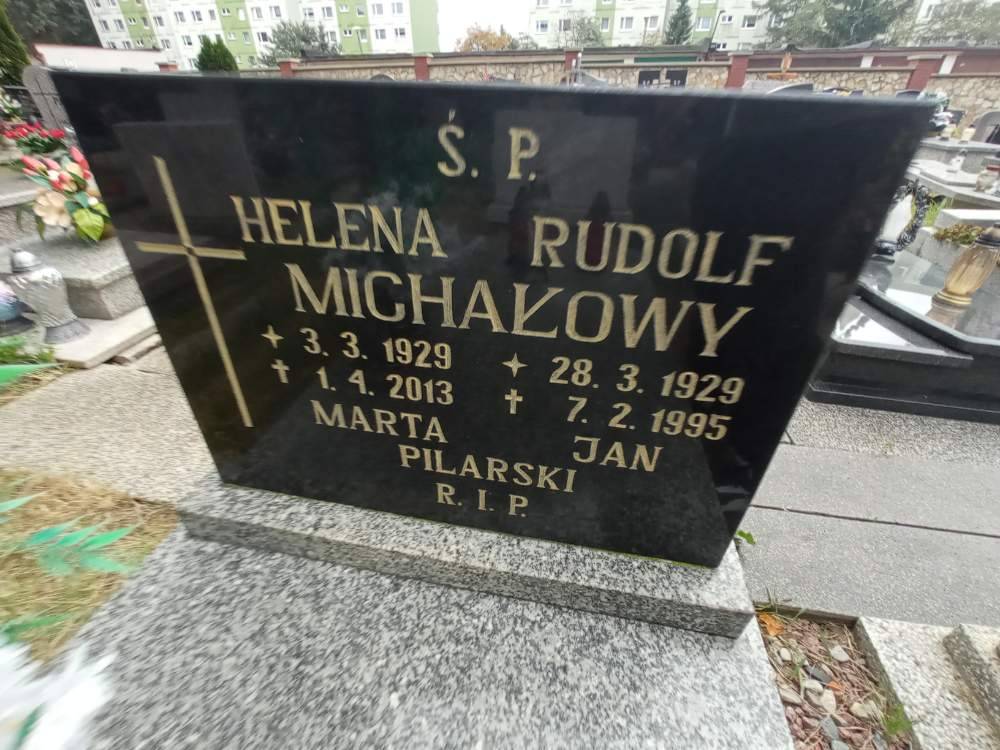 Ś. P.
HELENA RUDOLF
MICHAŁOWY
3. 3. 1929 28. 3. 1929
1. 4. 2013 7. 2. 1995
MARTA JAN
PILARSKI
R. I. P.